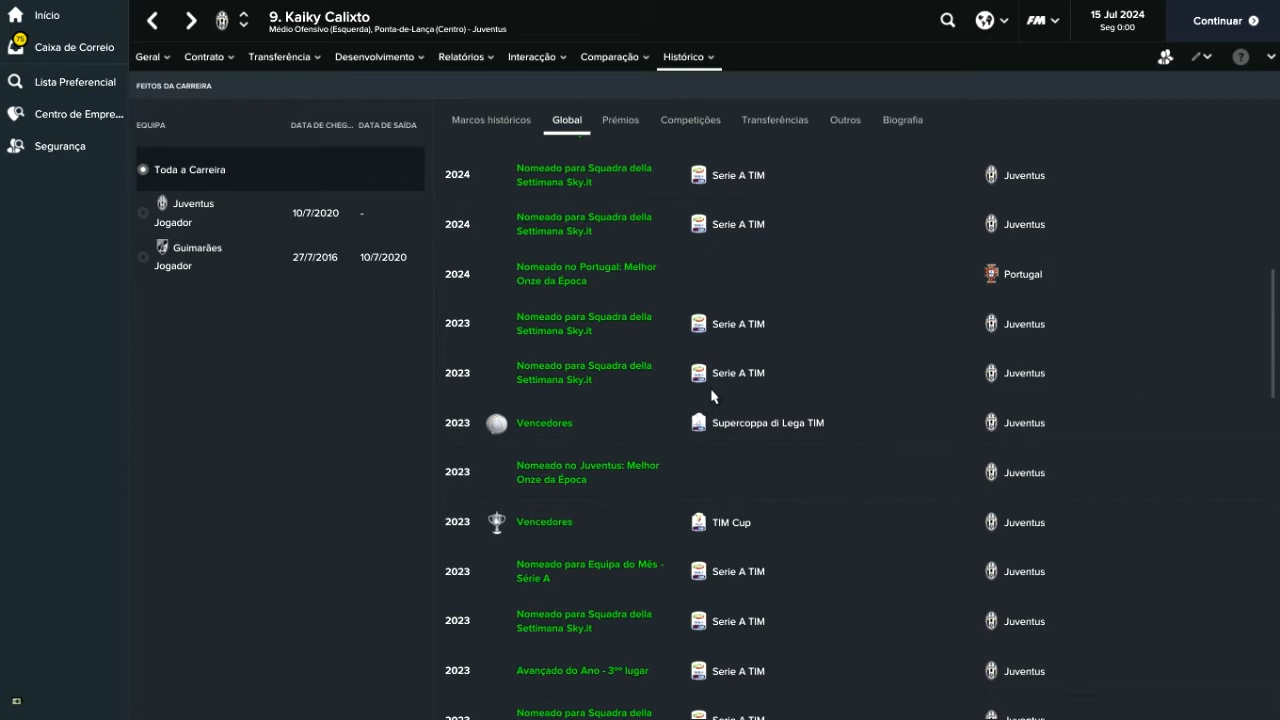 Início
75
Caixa de Correio
Lista Preferencial
Centro de Empre...
Segurança
9. Kaiky Calixto
Médio Ofensivo (Esquerda), Ponta-de-Lança (Centro) - Juventus
FM
15 Jul 2024
Seg 0:00
Continuar
Geral
Contrato
Transferência
Desenvolvimento
Relatórios
Interacção
Comparação
Histórico
?
FEITOS DA CARREIRA
EQUIPA DATA DE CHEG... DATA DE SAÍDA
Toda a Carreira
Juventus
Jogador
10/7/2020 -
Guimarães
Jogador
27/7/2016 10/7/2020
Marcos históricos Global Prémios Competições Transferências Outros Biografia
2024 Nomeado para Squadra della
Settimana Sky.it
Serie A TIM Juventus
2024 Nomeado para Squadra della
Settimana Sky.it
Serie A TIM Juventus
2024 Nomeado no Portugal: Melhor
Onze da Época
Portugal
2023 Nomeado para Squadra della
Settimana Sky.it
Serie A TIM Juventus
2023 Nomeado para Squadra della
Settimana Sky.it
Serie A TIM Juventus
2023 Vencedores Supercoppa di Lega TIM Juventus
2023 Nomeado no Juventus: Melhor
Onze da Época
Juventus
2023 Vencedores TIM Cup Juventus
2023 Nomeado para Equipa do Mês -
Série A
Serie A TIM Juventus
2023 Nomeado para Squadra della
Settimana Sky.it
Serie A TIM Juventus
2023 Avançado do Ano - 3ºº lugar Serie A TIM Juventus
2023 Nomeado para Squadra della
Serie A TIM Juventus